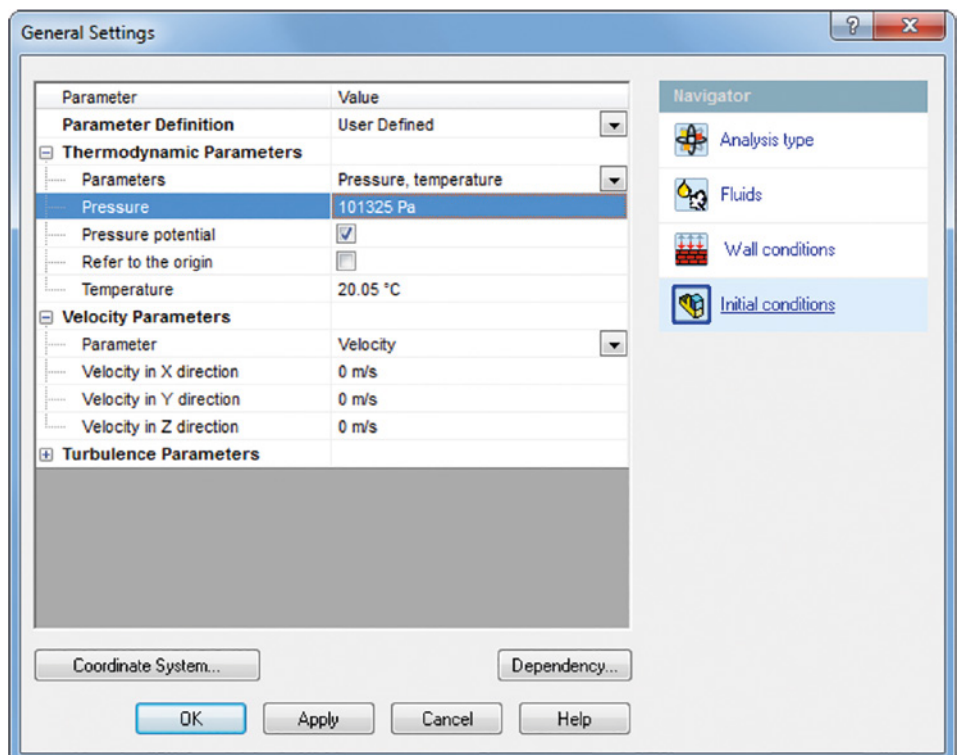 General Settings
Parameter Value
Parameter Definition User Defined
Thermodynamic Parameters
Parameters Pressure, temperature
Pressure 101325 Pa
Pressure potential
Refer to the origin
Temperature 20.05 °C
Velocity Parameters
Parameter Velocity
Velocity in X direction 0 m/s
Velocity in Y direction 0 m/s
Velocity in Z direction 0 m/s
Turbulence Parameters
Navigator
Analysis type
Fluids
Wall conditions
Initial conditions
Coordinate System... Dependency...
OK Apply Cancel Help